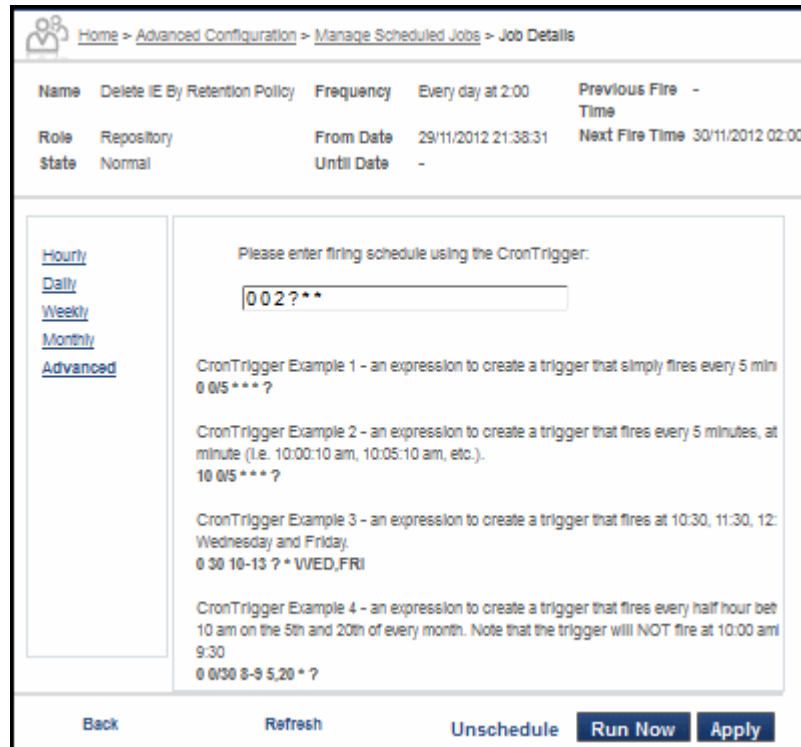 Home > Advanced Configuration > Manage Scheduled Jobs > Job Details
Name Delete IE By Retention Policy Frequency Every day at 2:00 Previous Fire Time -
Role Repository From Date 29/11/2012 21:38:31 Next Fire Time 30/11/2012 02:00
State Normal Until Date -
Hourly
Daily
Weekly
Monthly
Advanced
Please enter firing schedule using the CronTrigger:
0 0 2 ? * *
CronTrigger Example 1 - an expression to create a trigger that simply fires every 5 min
0 0/5 * * * ?
CronTrigger Example 2 - an expression to create a trigger that fires every 5 minutes, at
minute (i.e. 10:00:10 am, 10:05:10 am, etc.).
10 0/5 * * * ?
CronTrigger Example 3 - an expression to create a trigger that fires at 10:30, 11:30, 12:
Wednesday and Friday.
0 30 10-13 ? * WED,FRI
CronTrigger Example 4 - an expression to create a trigger that fires every half hour bet
10 am on the 5th and 20th of every month. Note that the trigger will NOT fire at 10:00 am
9:30
0 0/30 8-9 5,20 * ?
Back Refresh Unschedule Run Now Apply